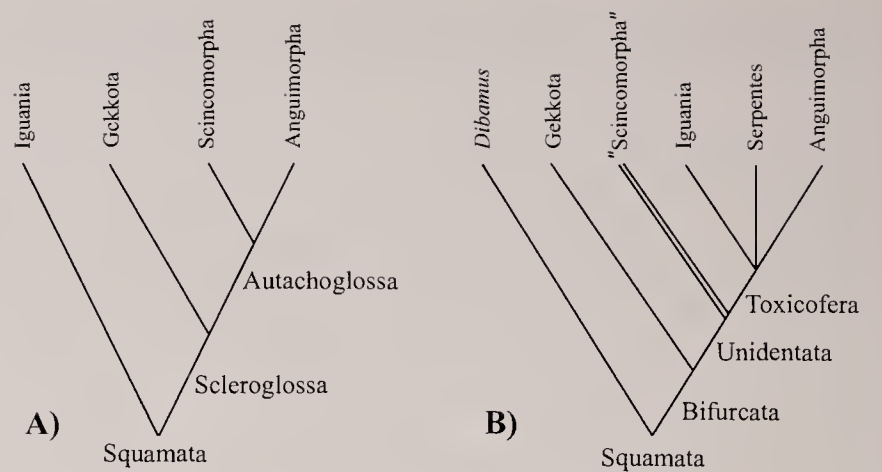 Iguania
Gekkota
Scincomorpha
Anguimorpha
Autachoglossa
Scleroglossa
A)
Squamata
Dibamus
Gekkota
"Scincomorpha"
Iguania
Serpentes
Anguimorpha
Toxicofera
Unidentata
Bifurcata
B)
Squamata